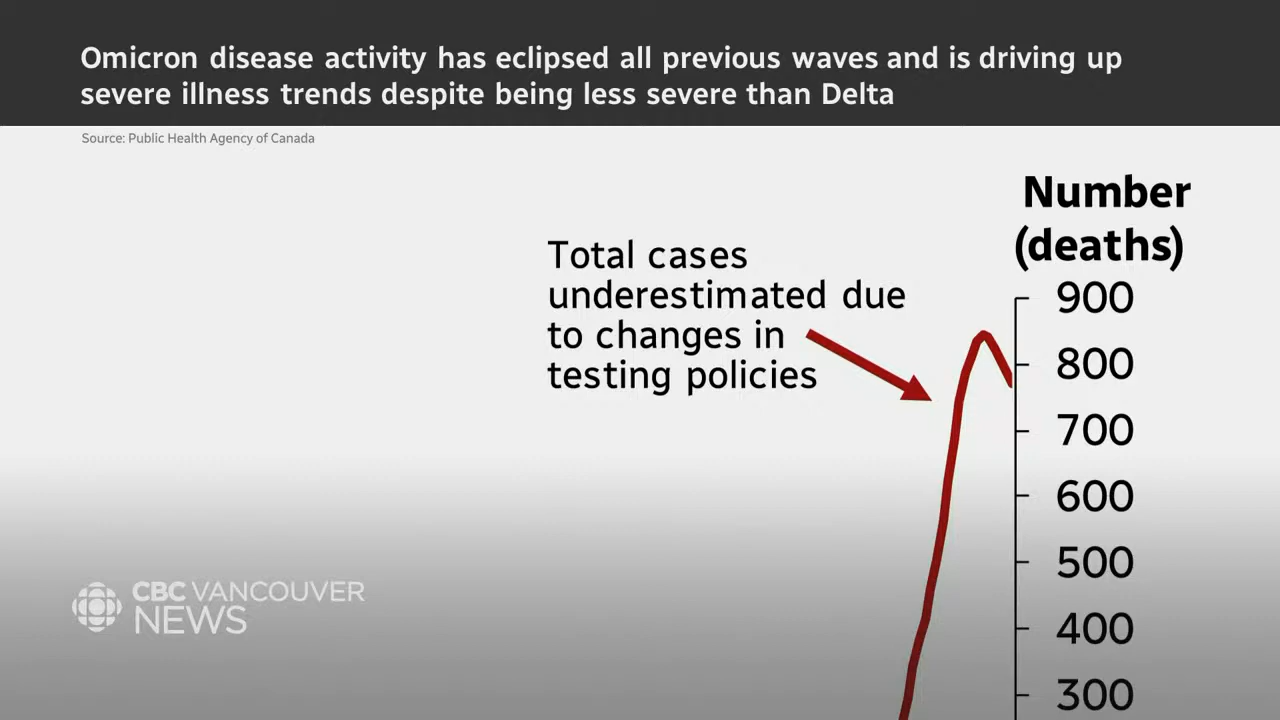 Omicron disease activity has eclipsed all previous waves and is driving up
severe illness trends despite being less severe than Delta
Source: Public Health Agency of Canada
Number
(deaths)
Total cases
underestimated due
to changes in
testing policies
900
800
700
600
500
400
300
CBC VANCOUVER
NEWS